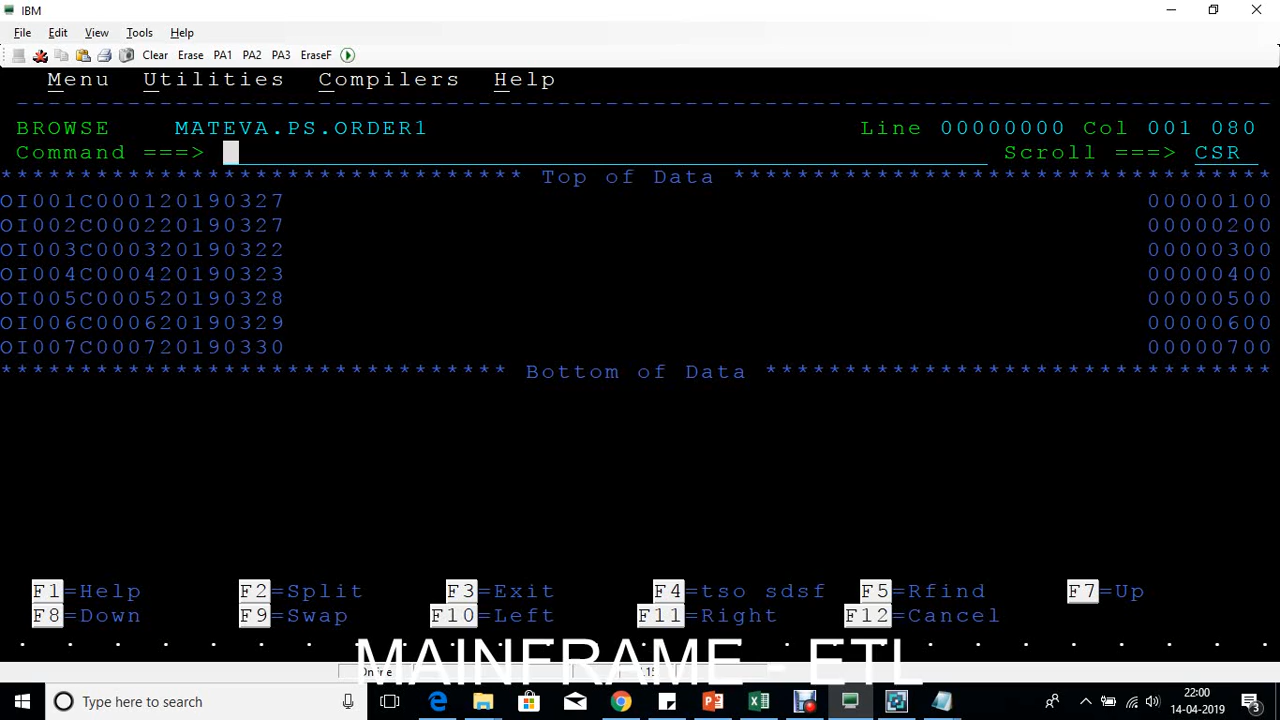 IBM
File Edit View Tools Help
Clear Erase PA1 PA2 PA3 EraseF
Menu Utilities Compilers Help
BROWSE MATEVA.PS.ORDER1 Line 00000000 Col 001 080
Command ===> Scroll ===> CSR
********************************* Top of Data **********************************
OI001C000120190327 00000100
OI002C000220190327 00000200
OI003C000320190322 00000300
OI004C000420190323 00000400
OI005C000520190328 00000500
OI006C000620190329 00000600
OI007C000720190330 00000700
******************************** Bottom of Data ********************************
F1=Help F2=Split F3=Exit F4=tso sdsf F5=Rfind F7=Up
F8=Down F9=Swap F10=Left F11=Right F12=Cancel
MAINFRAME - ETL
Online
Type here to search
22:00
14-04-2019
3